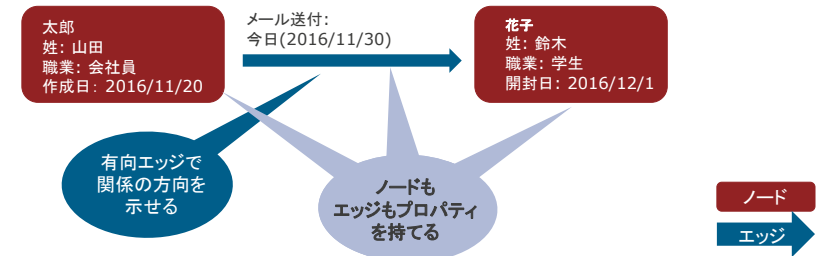 太郎
姓: 山田
職業: 会社員
作成日: 2016/11/20
メール送付:
今日(2016/11/30)
花子
姓: 鈴木
職業: 学生
開封日: 2016/12/1
有向エッジで
関係の方向を
示せる
ノードも
エッジもプロパティ
を持てる
ノード
エッジ